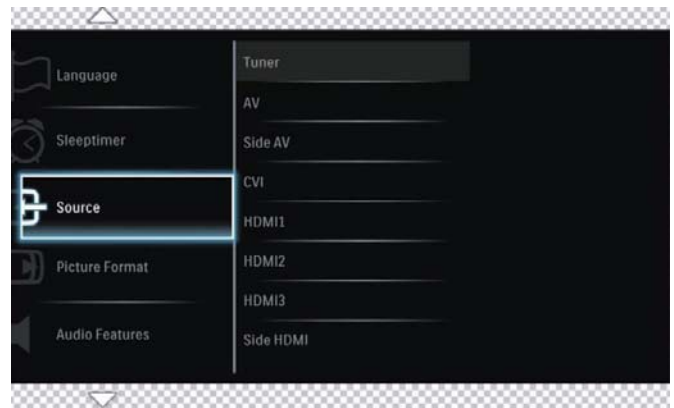 Language
Sleeptimer
Source
Picture Format
Audio Features
Tuner
AV
Side AV
CVI
HDMI1
HDMI2
HDMI3
Side HDMI